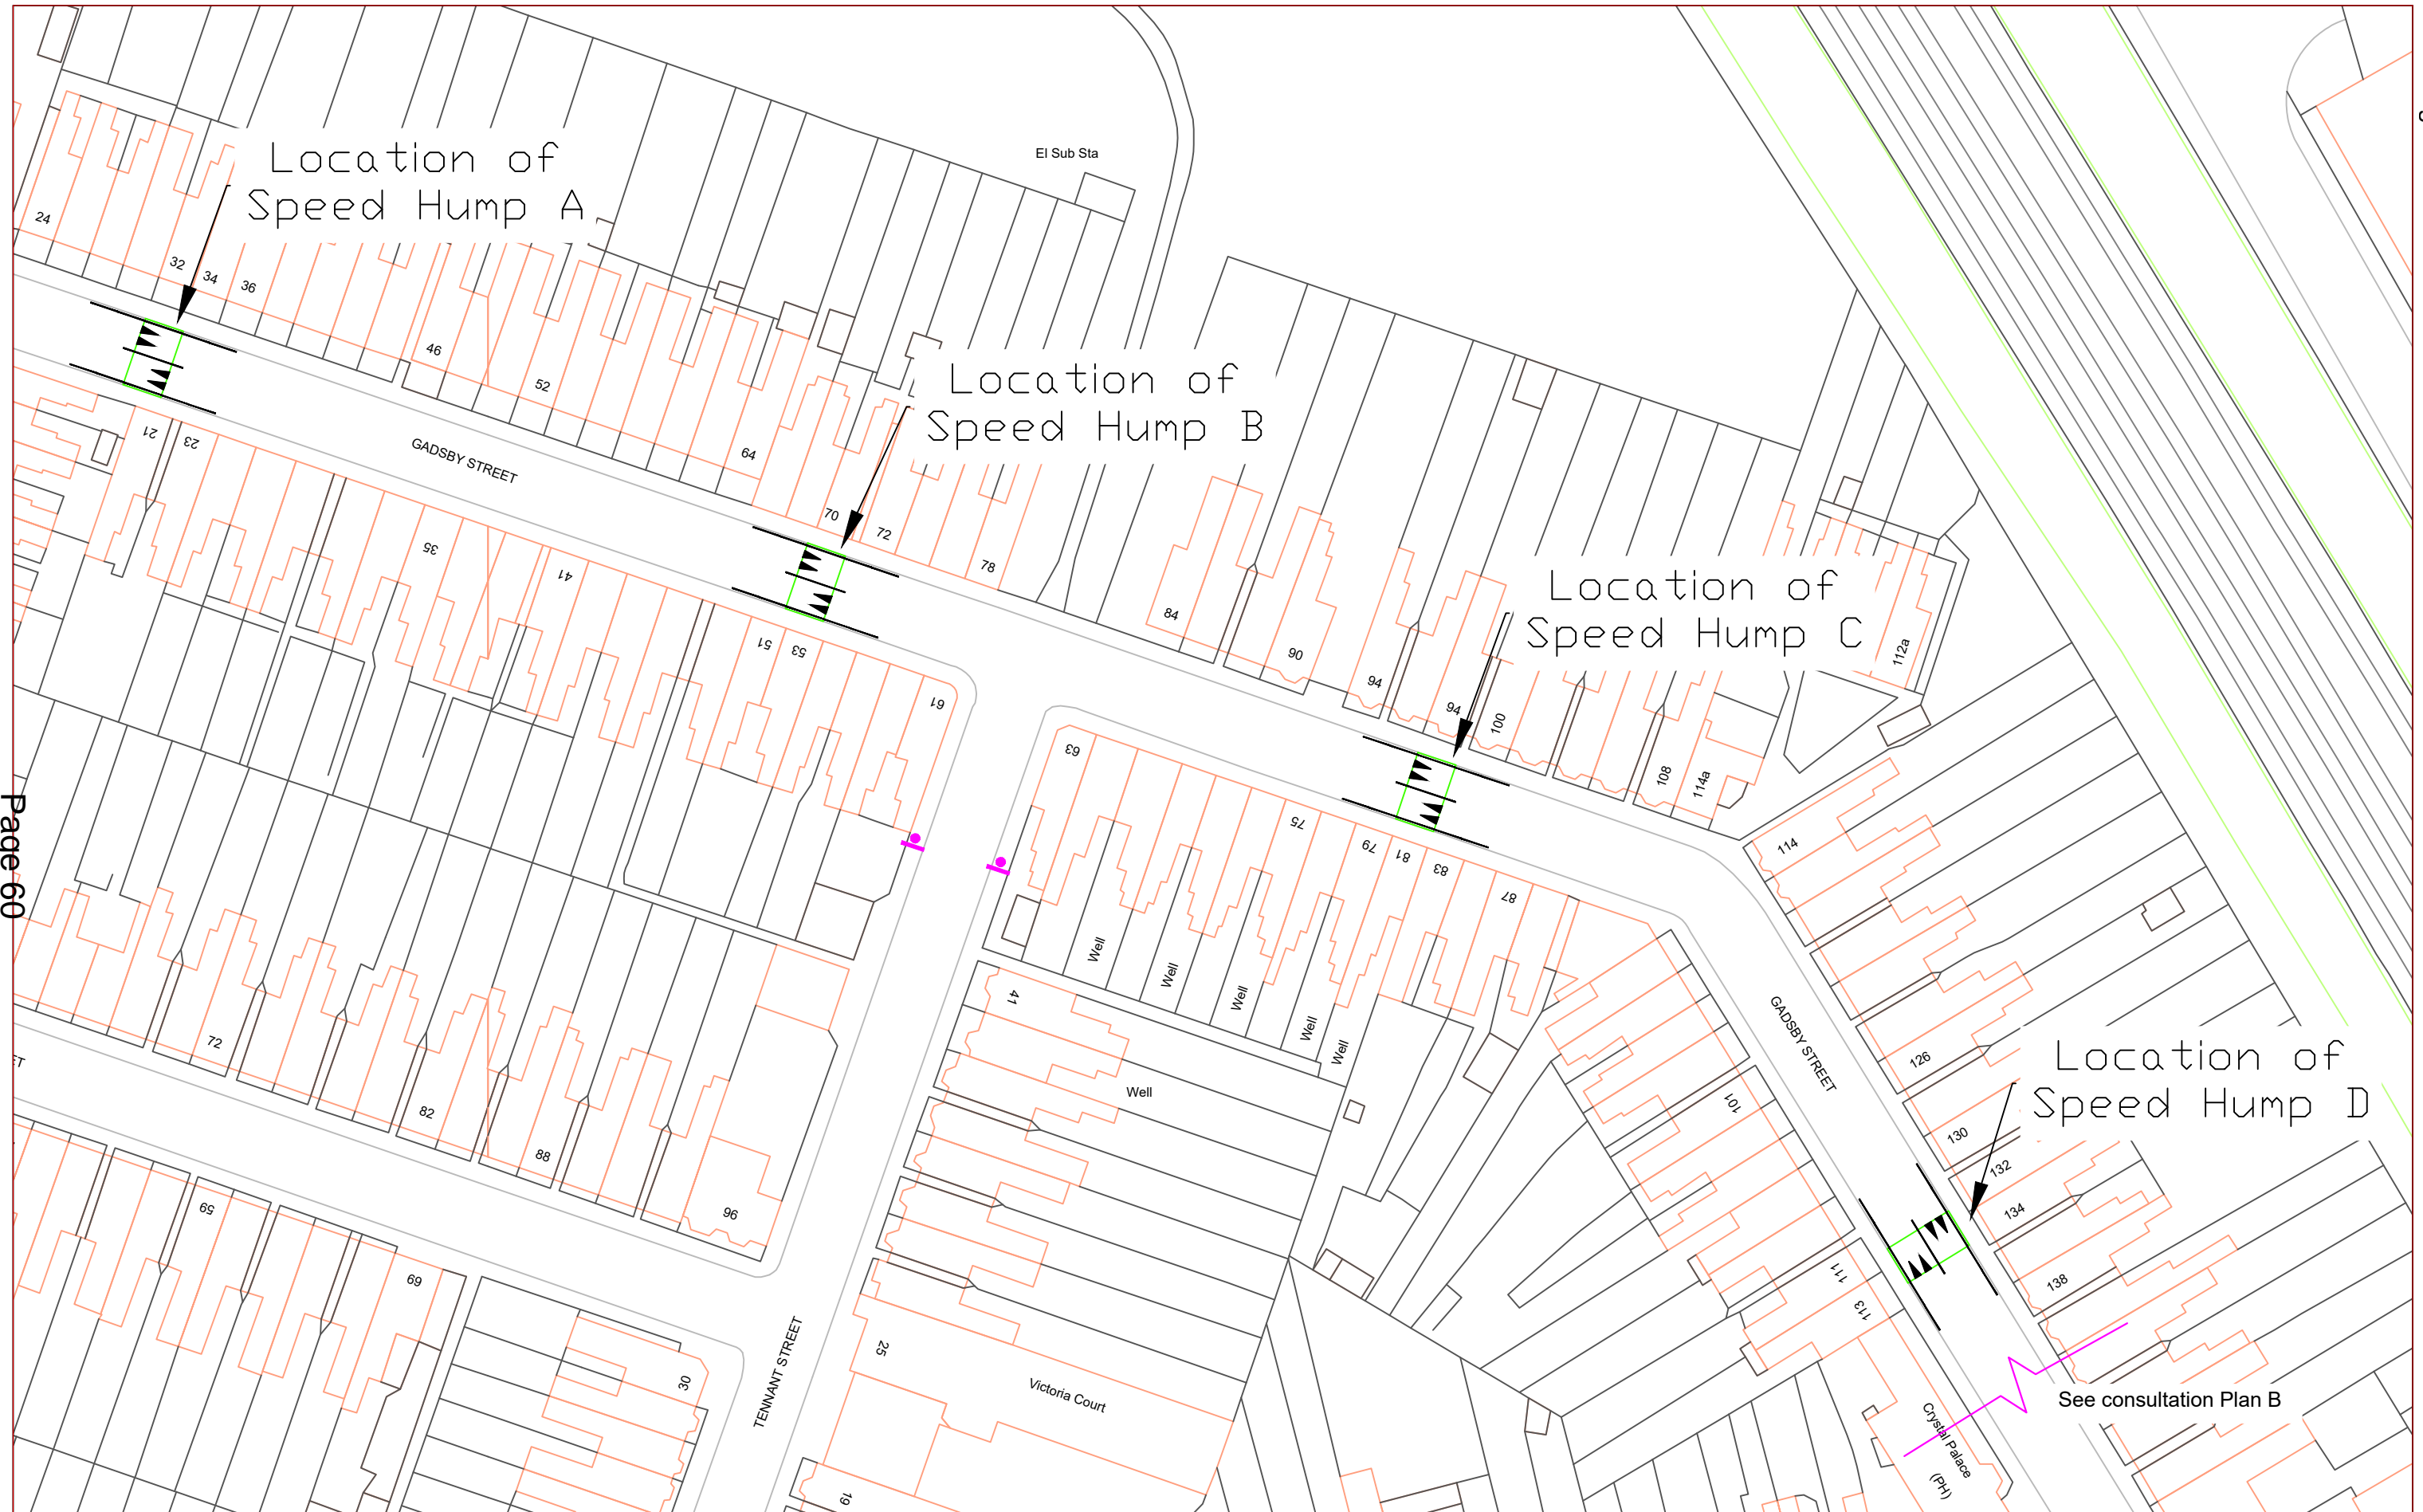 El Sub Sta
Location of
Speed Hump A
24
32
34
36
46
52
64
Location of
Speed Hump B
70
72
78
84
90
94
94
100
Location of
Speed Hump C
108
114a
112a
21
23
GADSBY STREET
35
41
51
53
61
63
75
79
81
83
87
114
126
130
132
134
138
GADSBY STREET
Location of
Speed Hump D
101
111
113
Well
Well
Well
Well
Well
Well
41
Page 60
72
82
88
96
ET
59
69
30
TENNANT STREET
25
Victoria Court
19
See consultation Plan B
Crystal Palace
(PH)